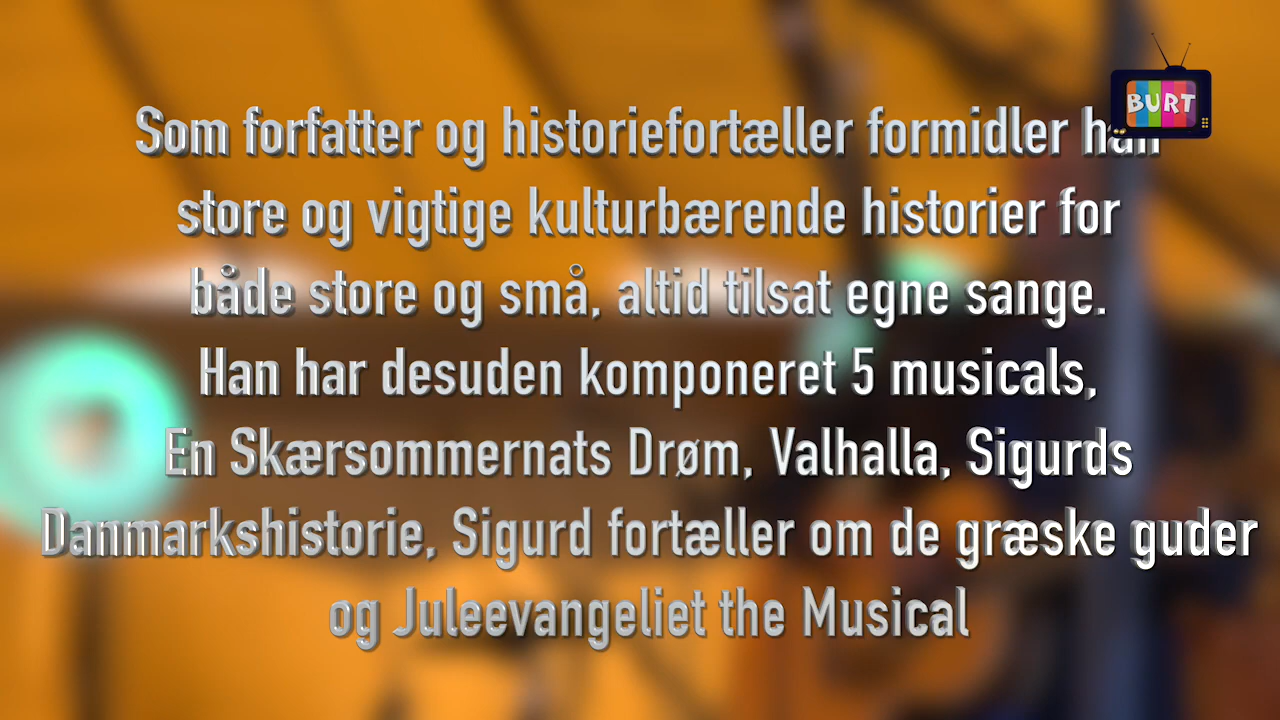 BURT
Som forfatter og historiefortæller formidler han
store og vigtige kulturbærende historier for
både store og små, altid tilsat egne sange.
Han har desuden komponeret 5 musicals,
En Skærsommernats Drøm, Valhalla, Sigurds
Danmarkshistorie, Sigurd fortæller om de græske guder
og Juleevangeliet the Musical